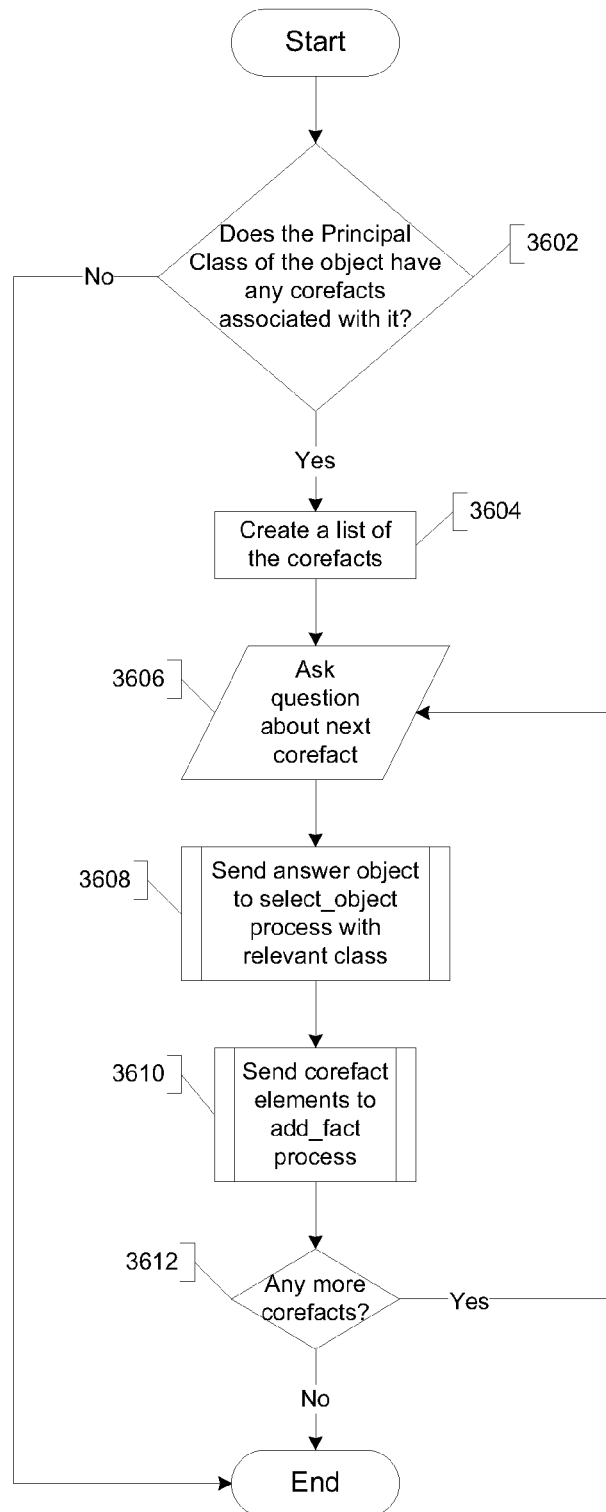 Start
Does the Principal
Class of the object have
any corefacts
associated with it?
3602
No
Yes
Create a list of
the corefacts
3604
Ask
question
about next
corefact
3606
Send answer object
to select_object
process with
relevant class
3608
Send corefact
elements to
add_fact
process
3610
Any more
corefacts?
3612
Yes
No
End